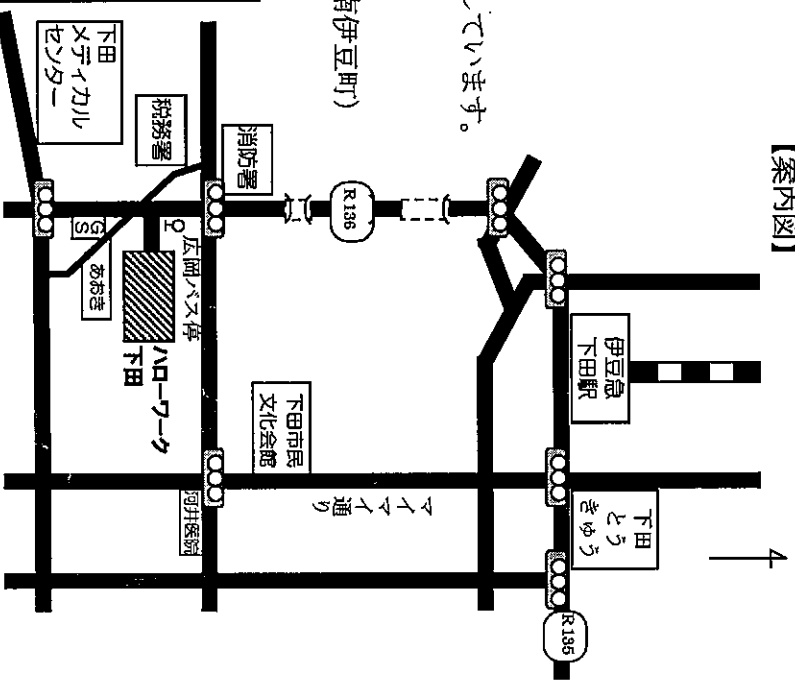 【案内図】
しています。
南伊豆町)
4
伊豆急
下田駅
下田
とう
きゅう
R135
R136
マイマイ通り
下田市民
文化会館
河井医院
消防署
税務署
広岡バス停
ハローワーク
下田
GS
あおき
下田
メディカル
センター